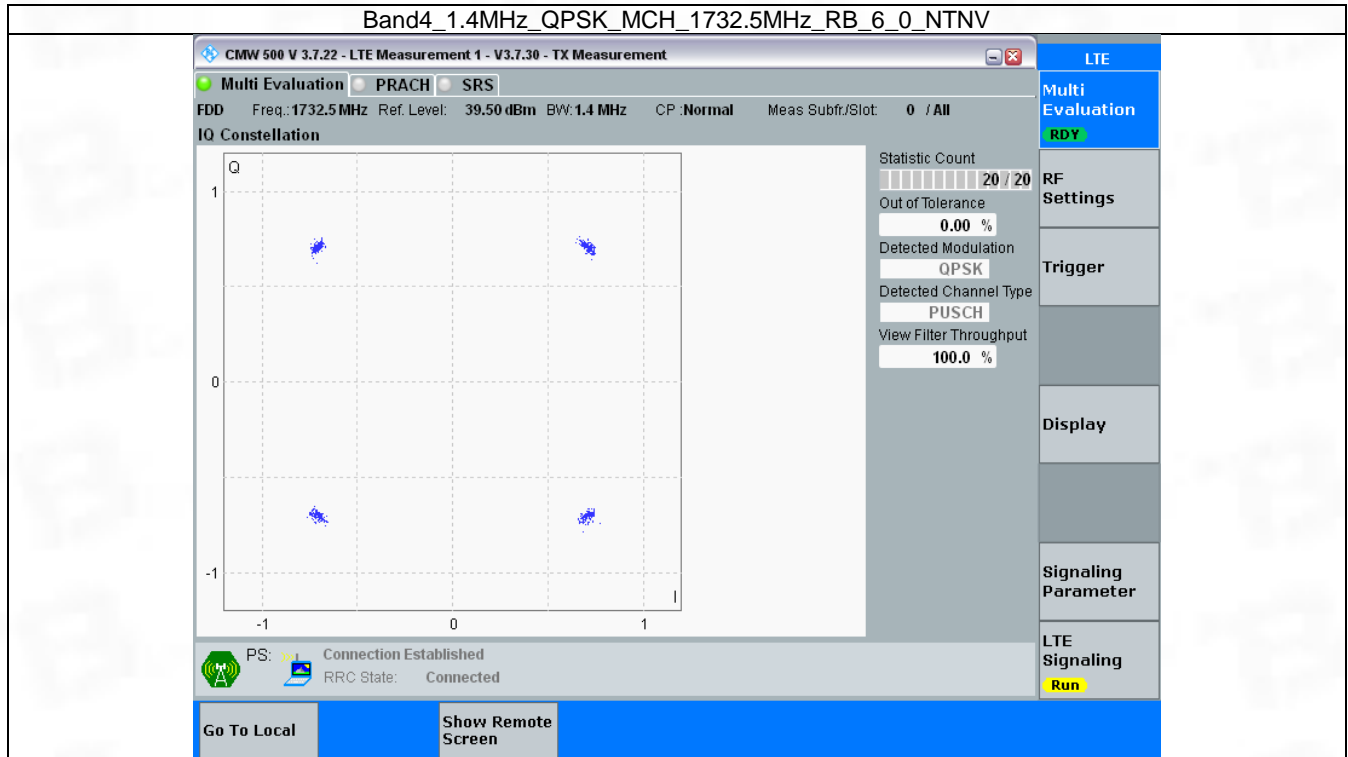 Band4_1.4MHz_QPSK_MCH_1732.5MHz_RB_6_0_NTNV
CMW 500 V 3.7.22 - LTE Measurement 1 - V3.7.30 - TX Measurement
LTE
Multi Evaluation PRACH SRS
Multi
Evaluation
RDY
FDD Freq.:1732.5 MHz Ref. Level: 39.50 dBm BW:1.4 MHz CP :Normal Meas Subfr./Slot: 0 / All
IQ Constellation
Q
1
0
-1
I
-1 0 1
Statistic Count
20 / 20
Out of Tolerance
0.00 %
Detected Modulation
QPSK
Detected Channel Type
PUSCH
View Filter Throughput
100.0 %
RF
Settings
Trigger
Display
Signaling
Parameter
LTE
Signaling
Run
PS: Connection Established
RRC State: Connected
Go To Local
Show Remote
Screen